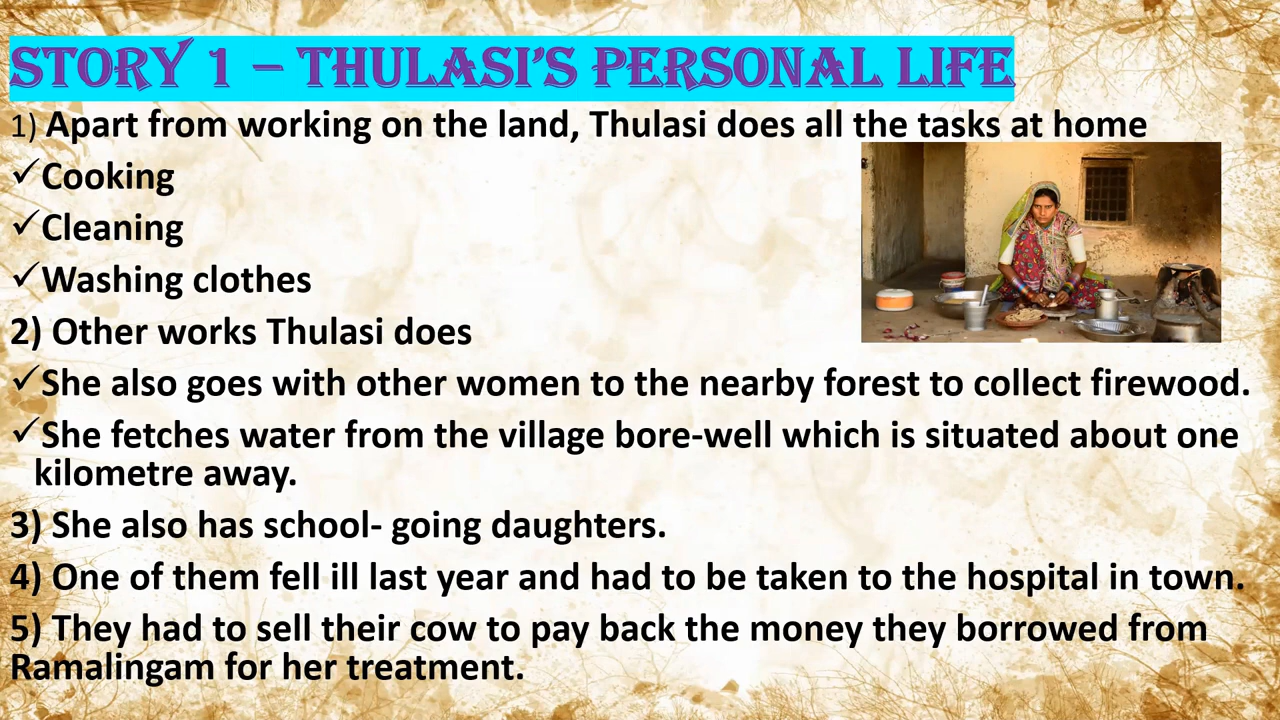 STORY 1 – THULASI’S PERSONAL LIFE
1) Apart from working on the land, Thulasi does all the tasks at home
✓Cooking
✓Cleaning
✓Washing clothes
2) Other works Thulasi does
✓She also goes with other women to the nearby forest to collect firewood.
✓She fetches water from the village bore-well which is situated about one
kilometre away.
3) She also has school- going daughters.
4) One of them fell ill last year and had to be taken to the hospital in town.
5) They had to sell their cow to pay back the money they borrowed from
Ramalingam for her treatment.